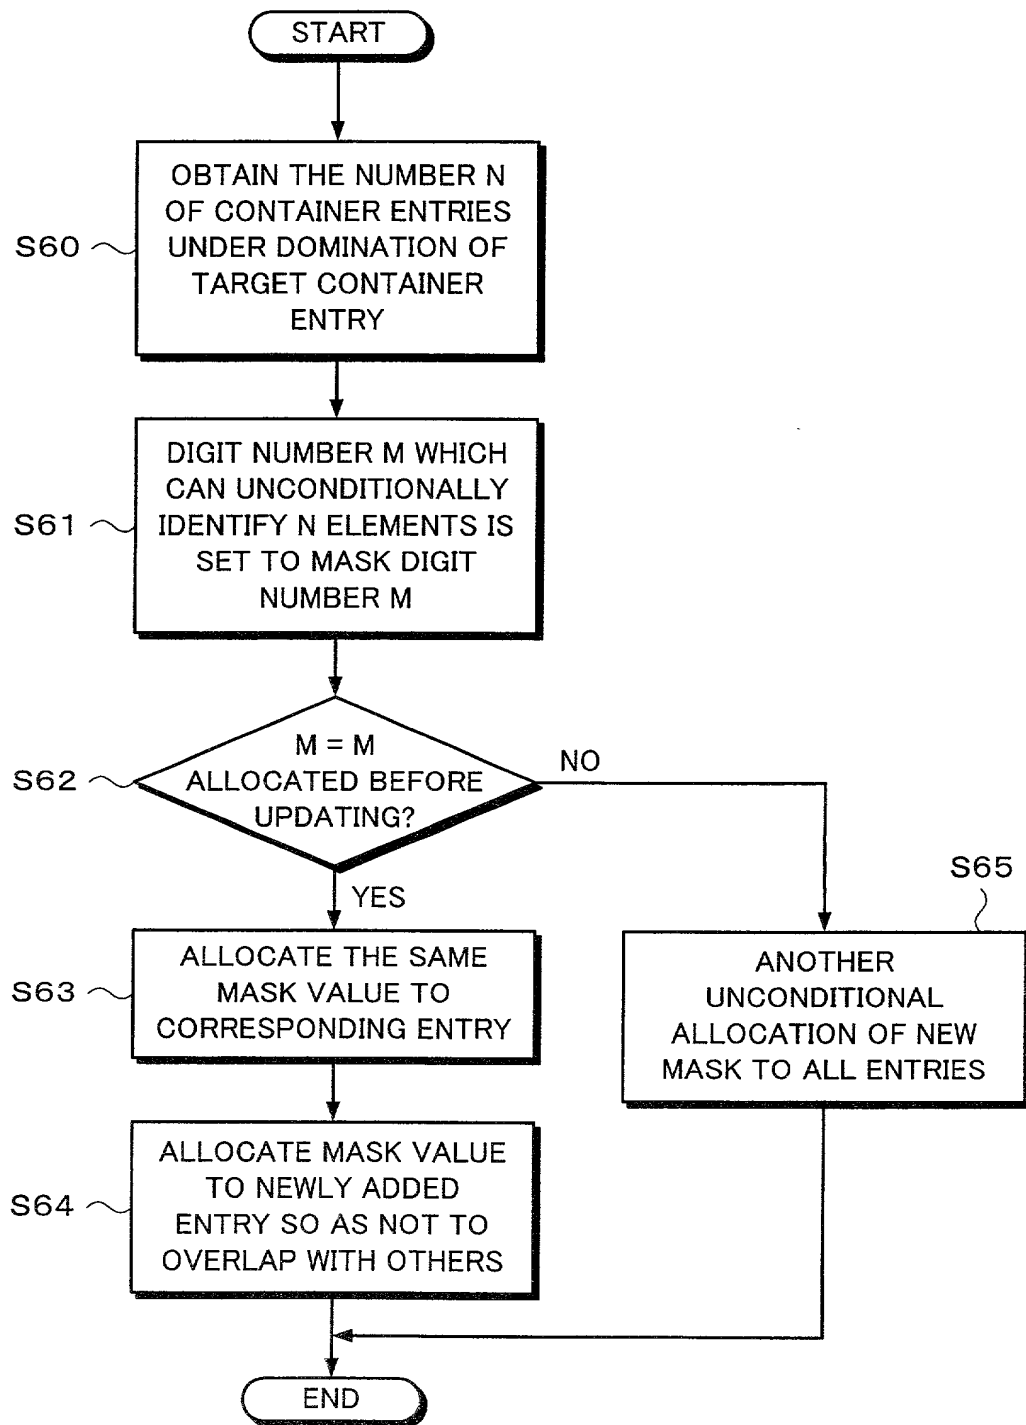 START
OBTAIN THE NUMBER N
OF CONTAINER ENTRIES
UNDER DOMINATION OF
TARGET CONTAINER
ENTRY
S60
DIGIT NUMBER M WHICH
CAN UNCONDITIONALLY
IDENTIFY N ELEMENTS IS
SET TO MASK DIGIT
NUMBER M
S61
M = M
ALLOCATED BEFORE
UPDATING?
S62
NO
YES
S65
ALLOCATE THE SAME
MASK VALUE TO
CORRESPONDING ENTRY
S63
ANOTHER
UNCONDITIONAL
ALLOCATION OF NEW
MASK TO ALL ENTRIES
ALLOCATE MASK VALUE
TO NEWLY ADDED
ENTRY SO AS NOT TO
OVERLAP WITH OTHERS
S64
END